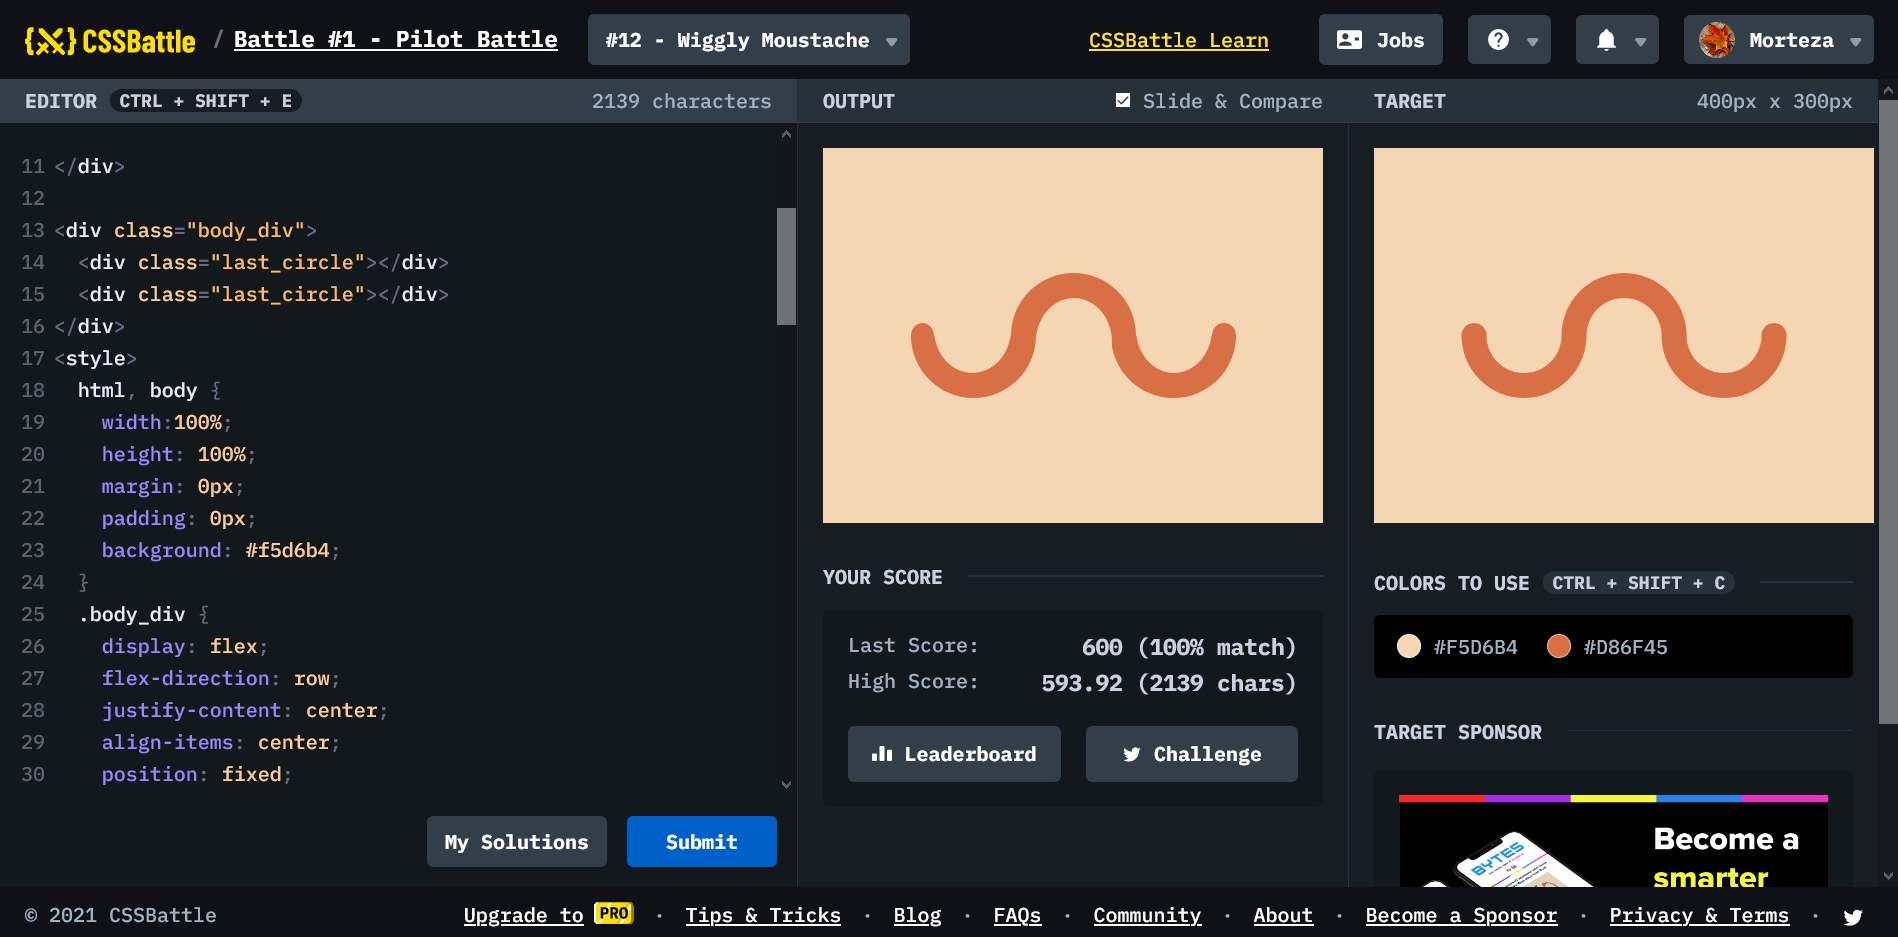 CSSBattle / Battle #1 - Pilot Battle #12 - Wiggly Moustache CSSBattle Learn Jobs Morteza
EDITOR CTRL + SHIFT + E 2139 characters
11 </div>
12
13 <div class="body_div">
14 <div class="last_circle"></div>
15 <div class="last_circle"></div>
16 </div>
17 <style>
18 html, body {
19 width:100%;
20 height: 100%;
21 margin: 0px;
22 padding: 0px;
23 background: #f5d6b4;
24 }
25 .body_div {
26 display: flex;
27 flex-direction: row;
28 justify-content: center;
29 align-items: center;
30 position: fixed;
My Solutions Submit
OUTPUT Slide & Compare
YOUR SCORE
Last Score: 600 (100% match)
High Score: 593.92 (2139 chars)
Leaderboard Challenge
TARGET 400px x 300px
COLORS TO USE CTRL + SHIFT + C
#F5D6B4 #D86F45
TARGET SPONSOR
BYTES
Become a
smarter
© 2021 CSSBattle Upgrade to PRO · Tips & Tricks · Blog · FAQs · Community · About · Become a Sponsor · Privacy & Terms ·